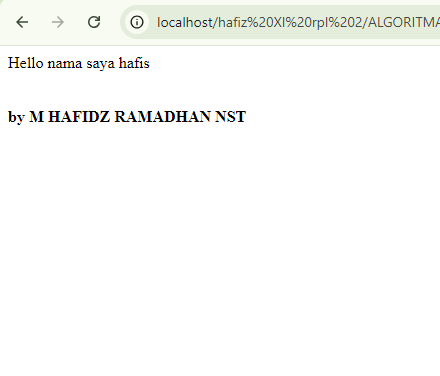 localhost/hafiz%20XI%20rpl%202/ALGORITMA
Hello nama saya hafis
by M HAFIDZ RAMADHAN NST